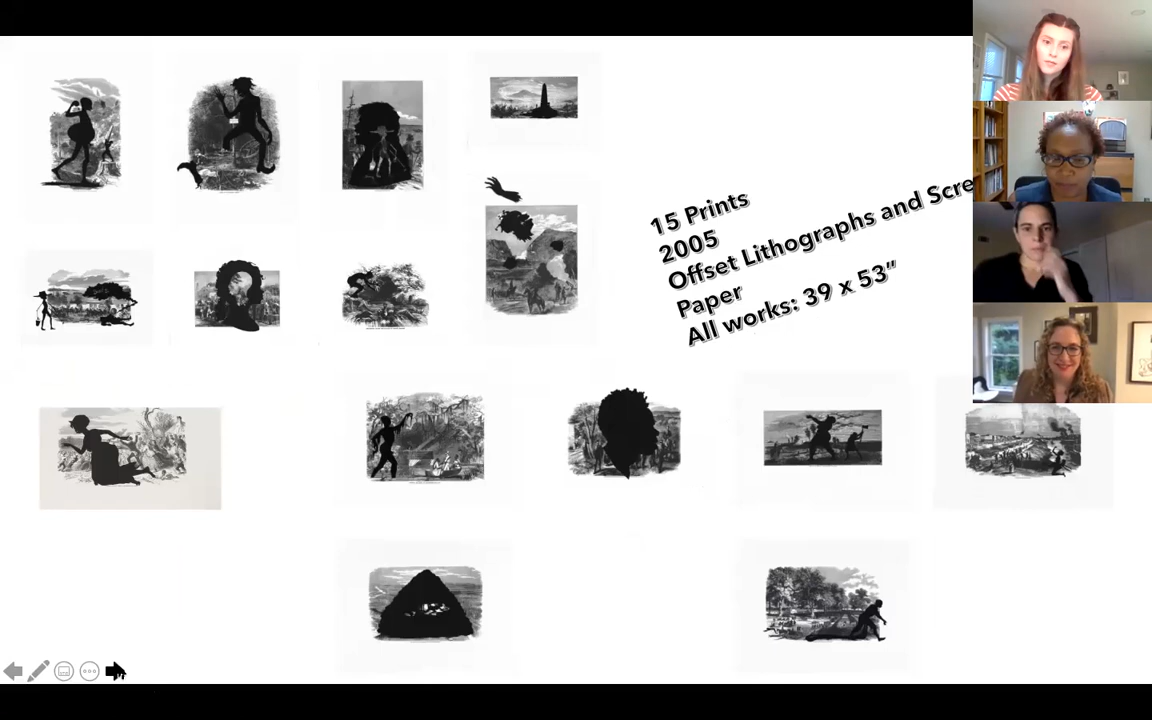 15 Prints
2005
Offset Lithographs and Scre
Paper
All works: 39 x 53”